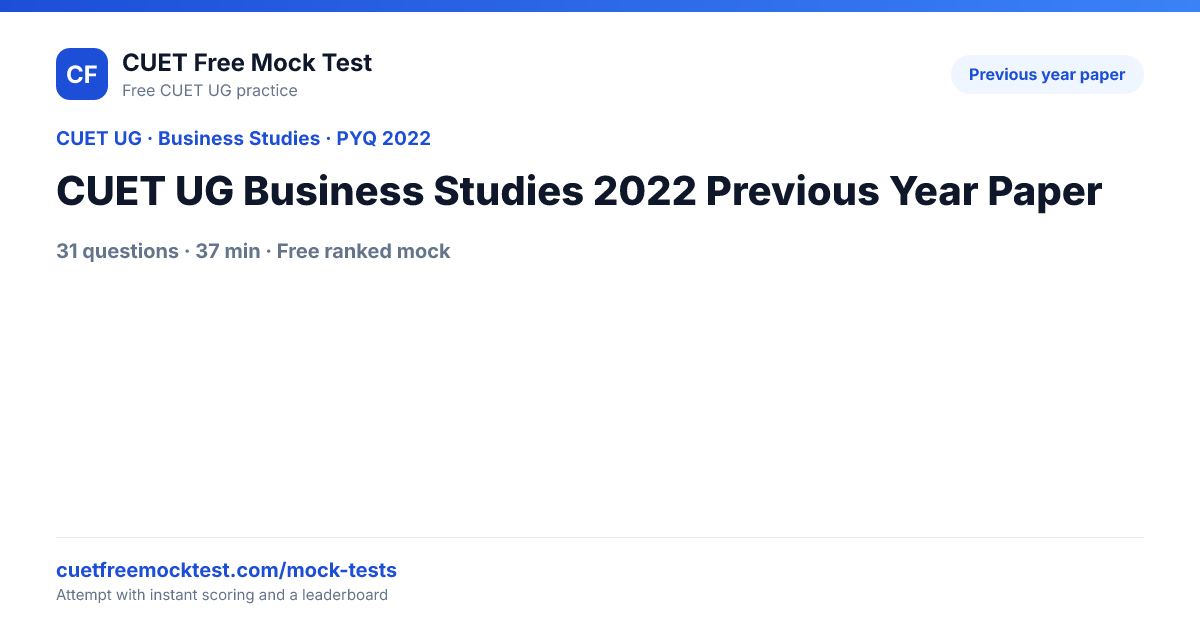 CF
CUET Free Mock Test
Free CUET UG practice
Previous year paper
CUET UG · Business Studies · PYQ 2022
CUET UG Business Studies 2022 Previous Year Paper
31 questions · 37 min · Free ranked mock
cuetfreemocktest.com/mock-tests
Attempt with instant scoring and a leaderboard